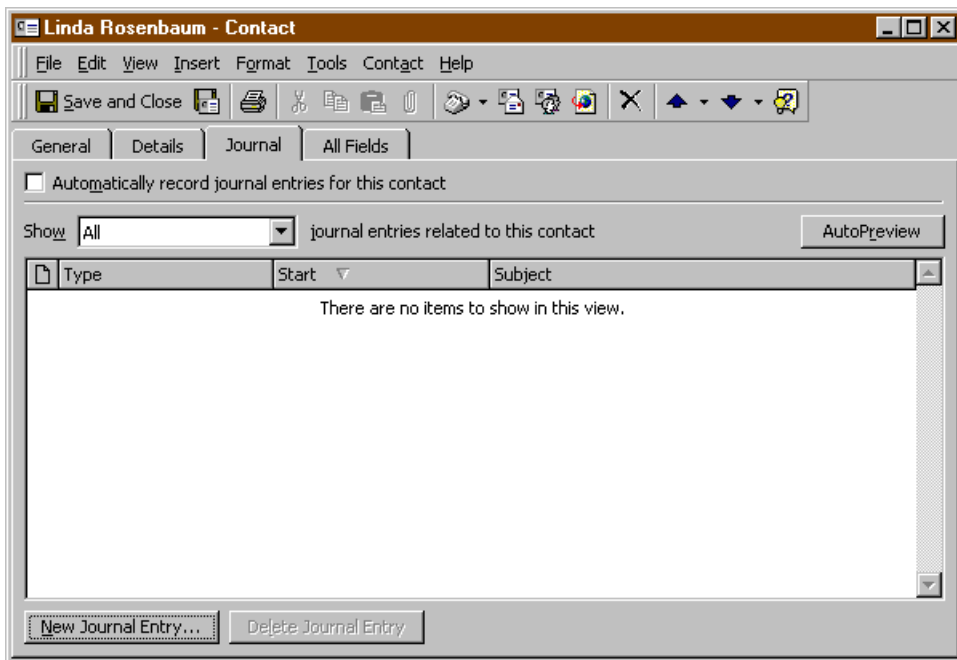 Linda Rosenbaum - Contact
File Edit View Insert Format Tools Contact Help
Save and Close
General Details Journal All Fields
Automatically record journal entries for this contact
Show All journal entries related to this contact AutoPreview
Type Start Subject
There are no items to show in this view.
New Journal Entry... Delete Journal Entry